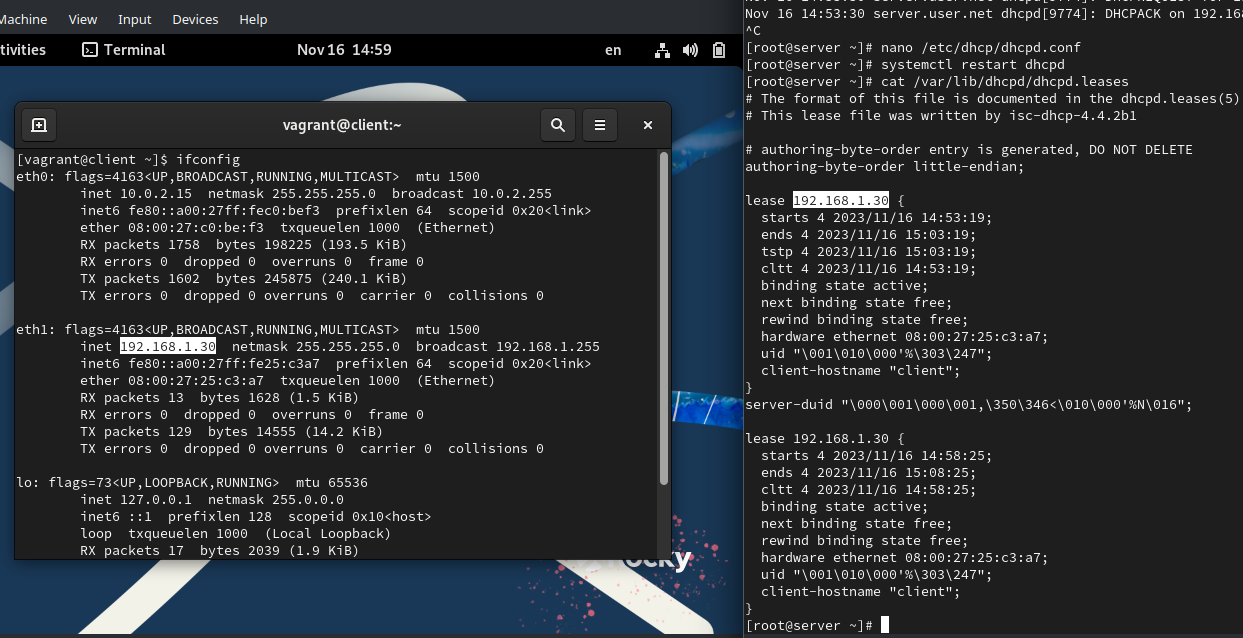 Machine View Input Devices Help
tivities Terminal Nov 16 14:59 en
vagrant@client:~
[vagrant@client ~]$ ifconfig
eth0: flags=4163<UP,BROADCAST,RUNNING,MULTICAST>  mtu 1500
        inet 10.0.2.15  netmask 255.255.255.0  broadcast 10.0.2.255
        inet6 fe80::a00:27ff:fec0:bef3  prefixlen 64  scopeid 0x20<link>
        ether 08:00:27:c0:be:f3  txqueuelen 1000  (Ethernet)
        RX packets 1758  bytes 198225 (193.5 KiB)
        RX errors 0  dropped 0  overruns 0  frame 0
        TX packets 1602  bytes 245875 (240.1 KiB)
        TX errors 0  dropped 0 overruns 0  carrier 0  collisions 0
eth1: flags=4163<UP,BROADCAST,RUNNING,MULTICAST>  mtu 1500
        inet 192.168.1.30  netmask 255.255.255.0  broadcast 192.168.1.255
        inet6 fe80::a00:27ff:fe25:c3a7  prefixlen 64  scopeid 0x20<link>
        ether 08:00:27:25:c3:a7  txqueuelen 1000  (Ethernet)
        RX packets 13  bytes 1628 (1.5 KiB)
        RX errors 0  dropped 0  overruns 0  frame 0
        TX packets 129  bytes 14555 (14.2 KiB)
        TX errors 0  dropped 0 overruns 0  carrier 0  collisions 0
lo: flags=73<UP,LOOPBACK,RUNNING>  mtu 65536
        inet 127.0.0.1  netmask 255.0.0.0
        inet6 ::1  prefixlen 128  scopeid 0x10<host>
        loop  txqueuelen 1000  (Local Loopback)
        RX packets 17  bytes 2039 (1.9 KiB)
Nov 16 14:53:30 server.user.net dhcpd[9774]: DHCPACK on 192.168
^C
[root@server ~]# nano /etc/dhcp/dhcpd.conf
[root@server ~]# systemctl restart dhcpd
[root@server ~]# cat /var/lib/dhcpd/dhcpd.leases
# The format of this file is documented in the dhcpd.leases(5)
# This lease file was written by isc-dhcp-4.4.2b1
# authoring-byte-order entry is generated, DO NOT DELETE
authoring-byte-order little-endian;
lease 192.168.1.30 {
  starts 4 2023/11/16 14:53:19;
  ends 4 2023/11/16 15:03:19;
  tstp 4 2023/11/16 15:03:19;
  cltt 4 2023/11/16 14:53:19;
  binding state active;
  next binding state free;
  rewind binding state free;
  hardware ethernet 08:00:27:25:c3:a7;
  uid "\001\010\000'%\303\247";
  client-hostname "client";
}
server-duid "\000\001\000\001,\350\346<\010\000'%N\016";
lease 192.168.1.30 {
  starts 4 2023/11/16 14:58:25;
  ends 4 2023/11/16 15:08:25;
  cltt 4 2023/11/16 14:58:25;
  binding state active;
  next binding state free;
  rewind binding state free;
  hardware ethernet 08:00:27:25:c3:a7;
  uid "\001\010\000'%\303\247";
  client-hostname "client";
}
[root@server ~]#